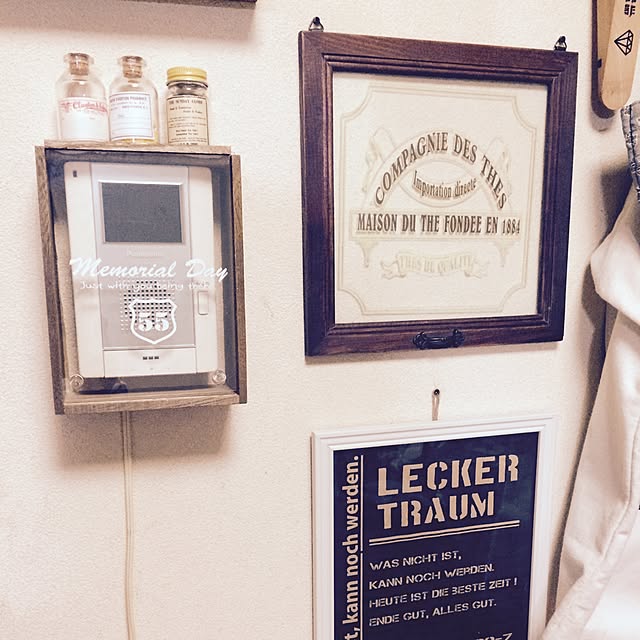 Memorial Day
55
COMPAGNIE DES THES
Importation directe
MAISON DU THE FONDEE EN 1884
TRES DE QUALITE
LECKER
TRAUM
WAS NICHT IST,
KANN NOCH WERDEN.
HEUTE IST DIE BESTE ZEIT!
ENDE GUT, ALLES GUT.
t, kann noch werden.